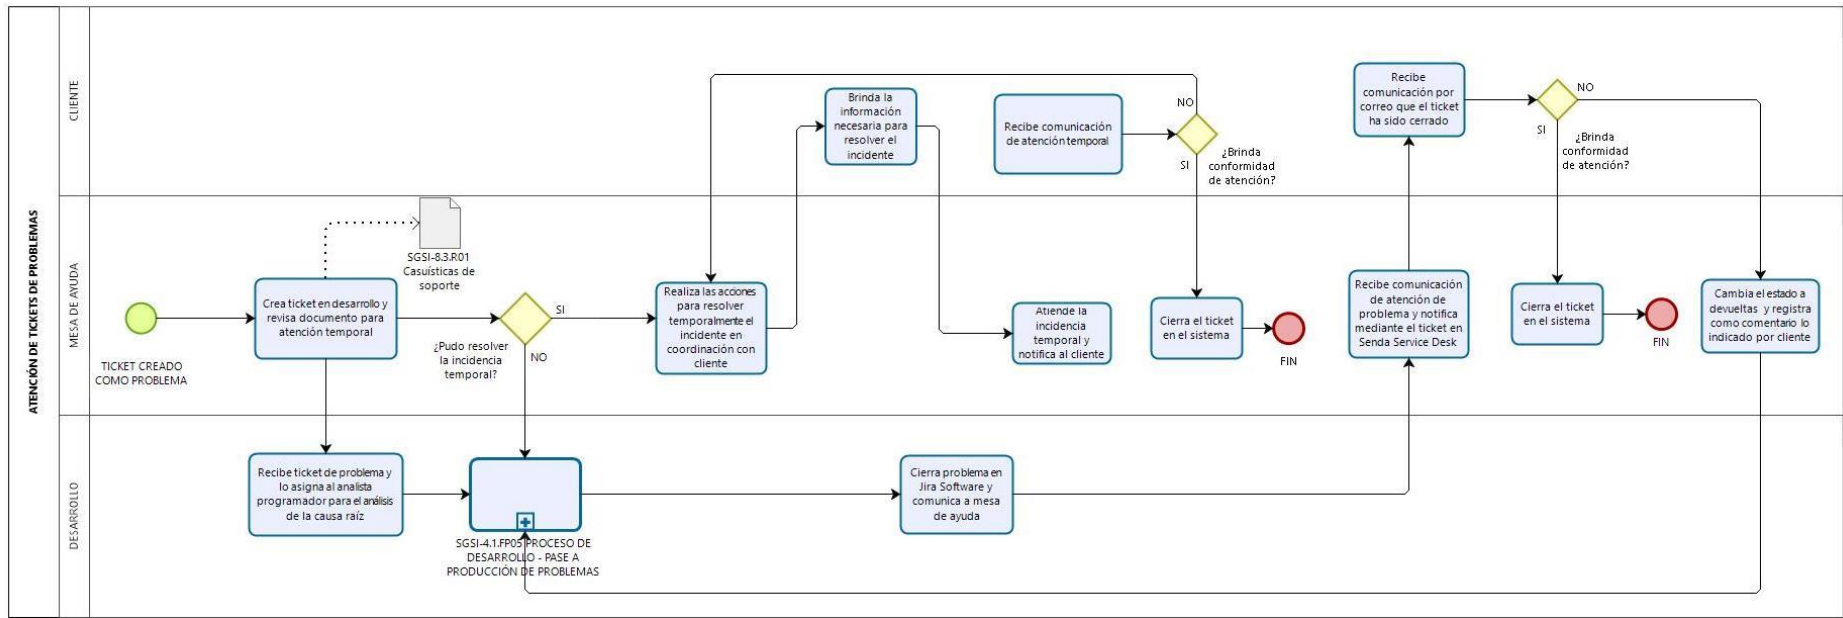 ATENCIÓN DE TICKETS DE PROBLEMAS
CLIENTE
Brinda la
información
necesaria para
resolver el
incidente
Recibe comunicación
de atención temporal
NO
SI
¿Brinda
conformidad
de atención?
Recibe
comunicación por
correo que el ticket
ha sido cerrado
NO
SI
¿Brinda
conformidad
de atención?
MESA DE AYUDA
TICKET CREADO
COMO PROBLEMA
Crea ticket en desarrollo y
revisa documento para
atención temporal
SGSI-8.3.R01
Casuísticas de
soporte
¿Pudo resolver
la incidencia
temporal?
SI
NO
Realiza las acciones
para resolver
temporalmente el
incidente en
coordinación con
cliente
Atiende la
incidencia
temporal y
notifica al cliente
Cierra el ticket
en el sistema
FIN
Recibe comunicación
de atención de
problema y notifica
mediante el ticket en
Senda Service Desk
Cierra el ticket
en el sistema
FIN
Cambia el estado a
devueltas y registra
como comentario lo
indicado por cliente
DESARROLLO
Recibe ticket de problema y
lo asigna al analista
programador para el análisis
de la causa raíz
SGSI-4.1.FP05 PROCESO DE
DESARROLLO - PASE A
PRODUCCIÓN DE PROBLEMAS
Cierra problema en
Jira Software y
comunica a mesa
de ayuda